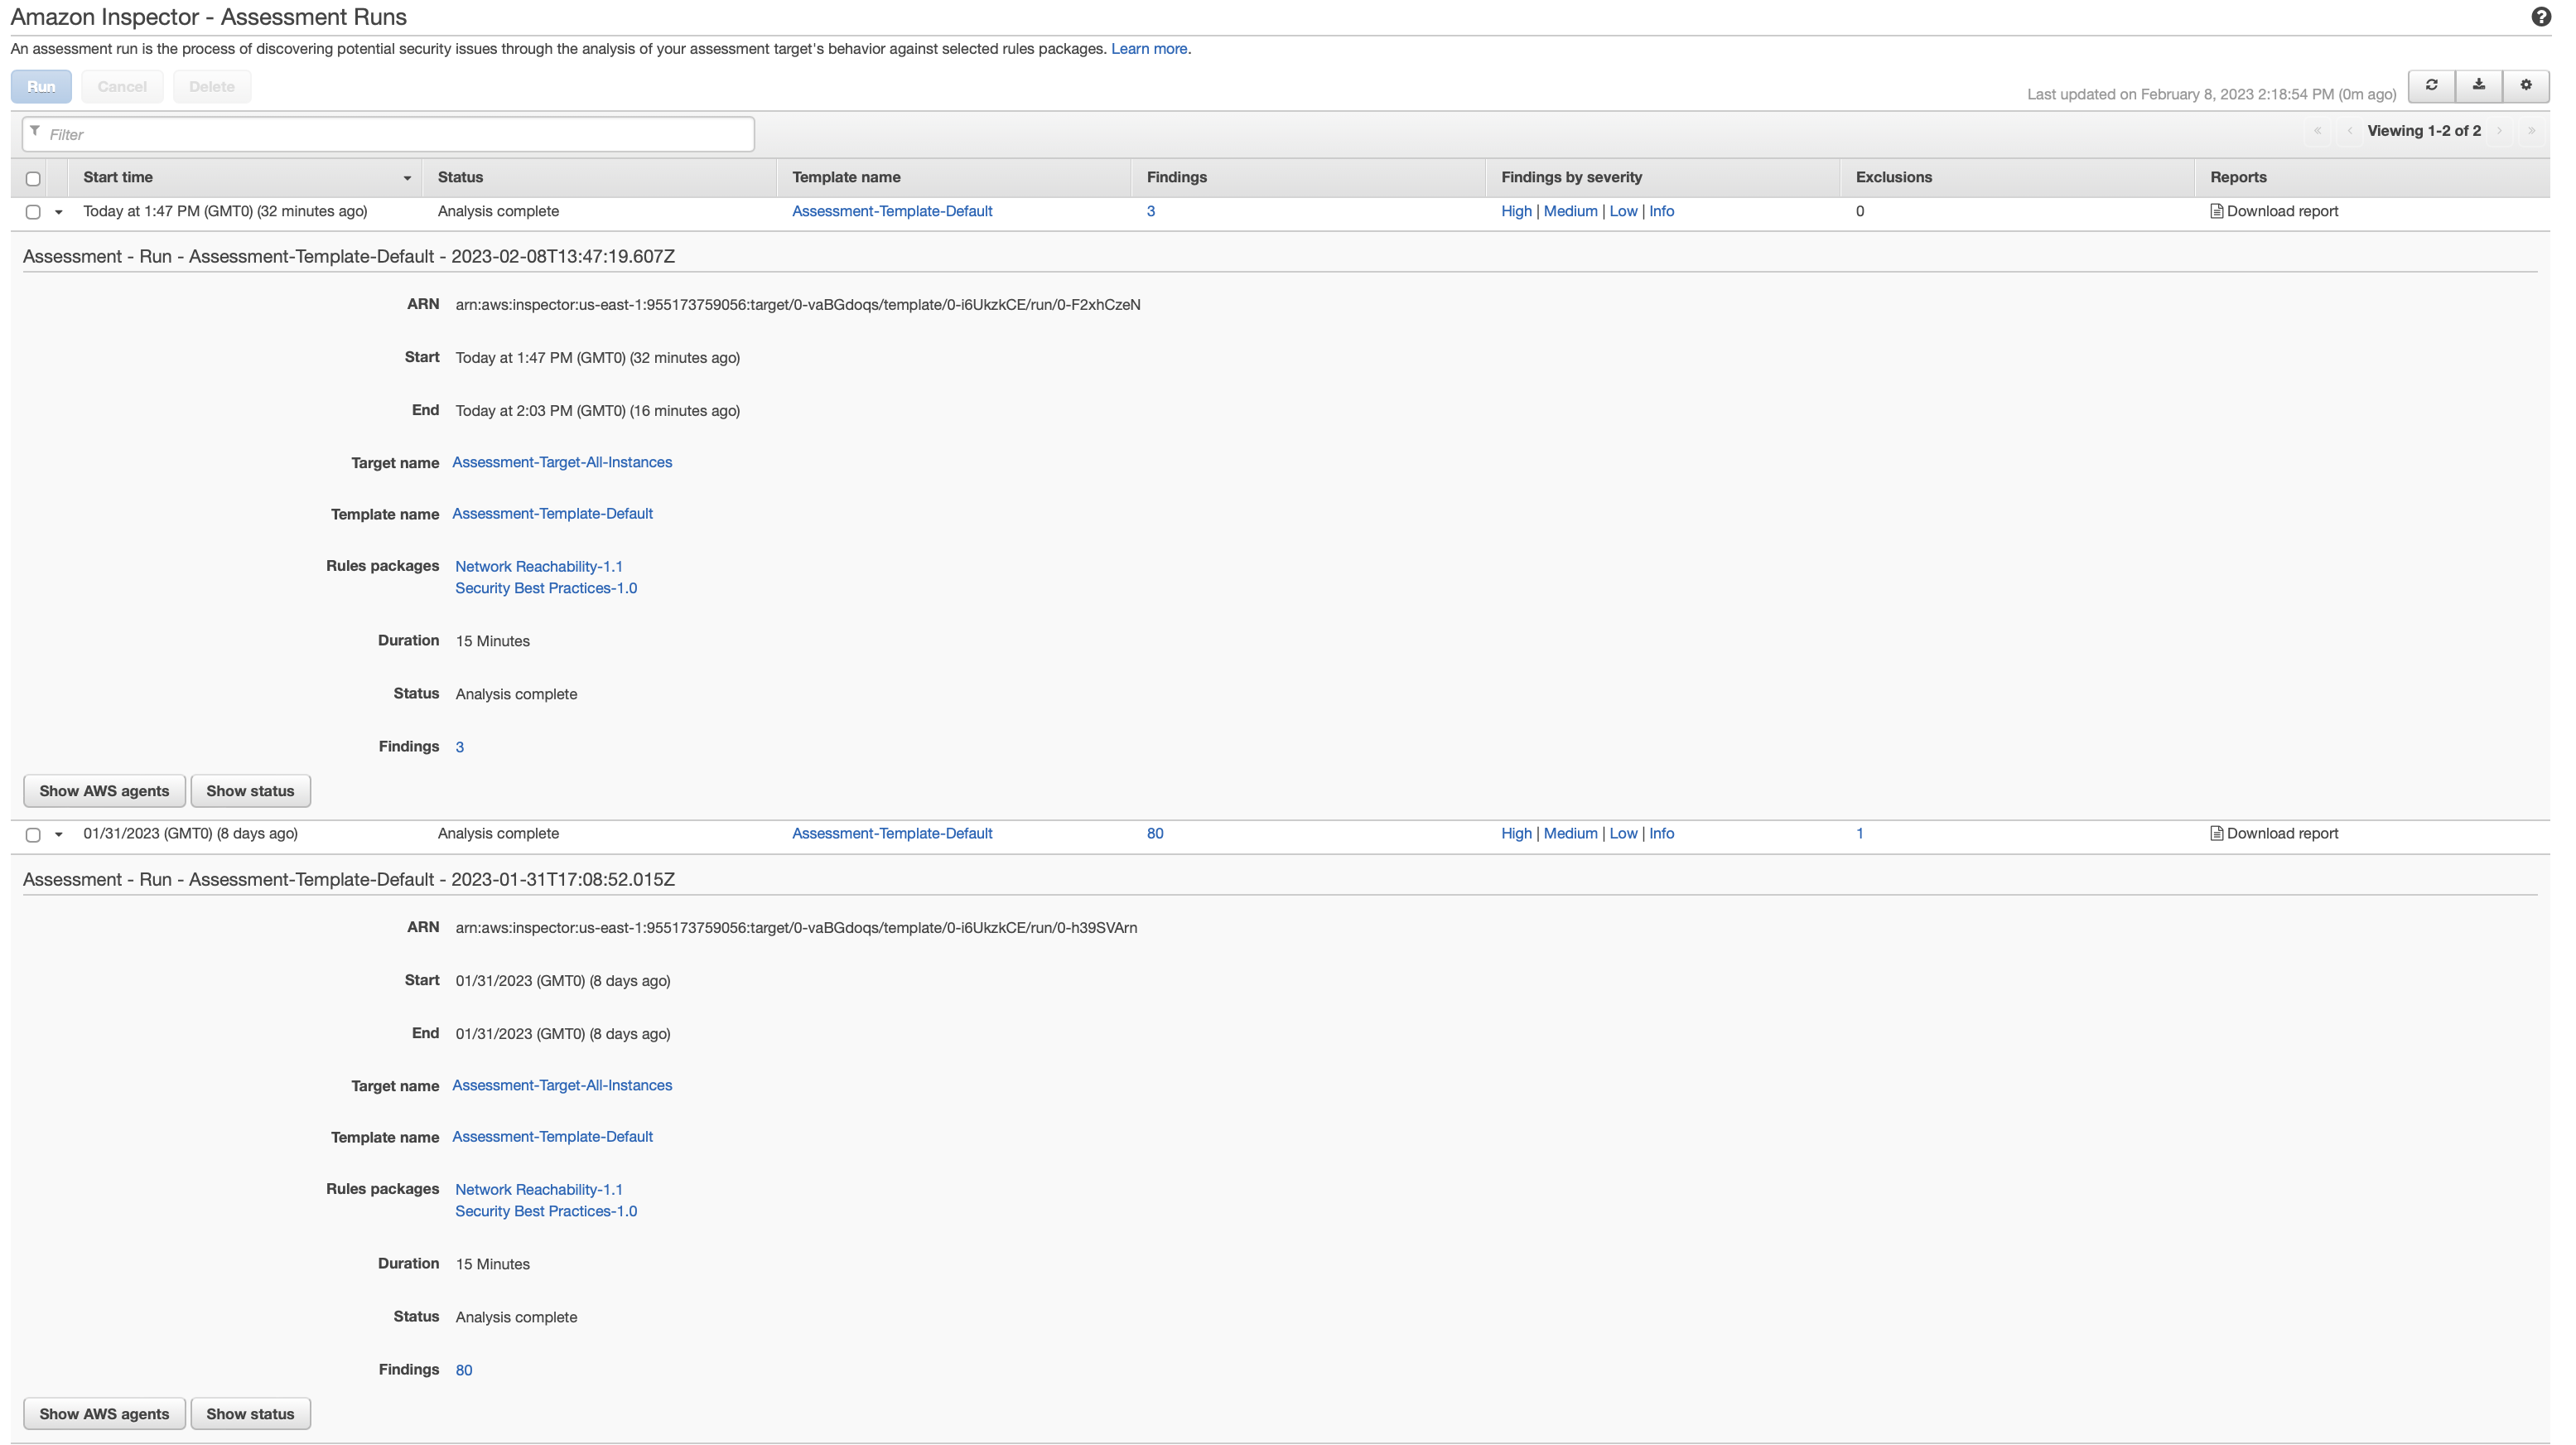 Amazon Inspector - Assessment Runs
An assessment run is the process of discovering potential security issues through the analysis of your assessment target's behavior against selected rules packages. Learn more.
Run Cancel Delete
Last updated on February 8, 2023 2:18:54 PM (0m ago)
Filter
Viewing 1-2 of 2
Start time Status Template name Findings Findings by severity Exclusions Reports
Today at 1:47 PM (GMT0) (32 minutes ago) Analysis complete Assessment-Template-Default 3 High | Medium | Low | Info 0 Download report
Assessment - Run - Assessment-Template-Default - 2023-02-08T13:47:19.607Z
ARN arn:aws:inspector:us-east-1:955173759056:target/0-vaBGdoqs/template/0-i6UkzkCE/run/0-F2xhCzeN
Start Today at 1:47 PM (GMT0) (32 minutes ago)
End Today at 2:03 PM (GMT0) (16 minutes ago)
Target name Assessment-Target-All-Instances
Template name Assessment-Template-Default
Rules packages Network Reachability-1.1
Security Best Practices-1.0
Duration 15 Minutes
Status Analysis complete
Findings 3
Show AWS agents Show status
01/31/2023 (GMT0) (8 days ago) Analysis complete Assessment-Template-Default 80 High | Medium | Low | Info 1 Download report
Assessment - Run - Assessment-Template-Default - 2023-01-31T17:08:52.015Z
ARN arn:aws:inspector:us-east-1:955173759056:target/0-vaBGdoqs/template/0-i6UkzkCE/run/0-h39SVArn
Start 01/31/2023 (GMT0) (8 days ago)
End 01/31/2023 (GMT0) (8 days ago)
Target name Assessment-Target-All-Instances
Template name Assessment-Template-Default
Rules packages Network Reachability-1.1
Security Best Practices-1.0
Duration 15 Minutes
Status Analysis complete
Findings 80
Show AWS agents Show status